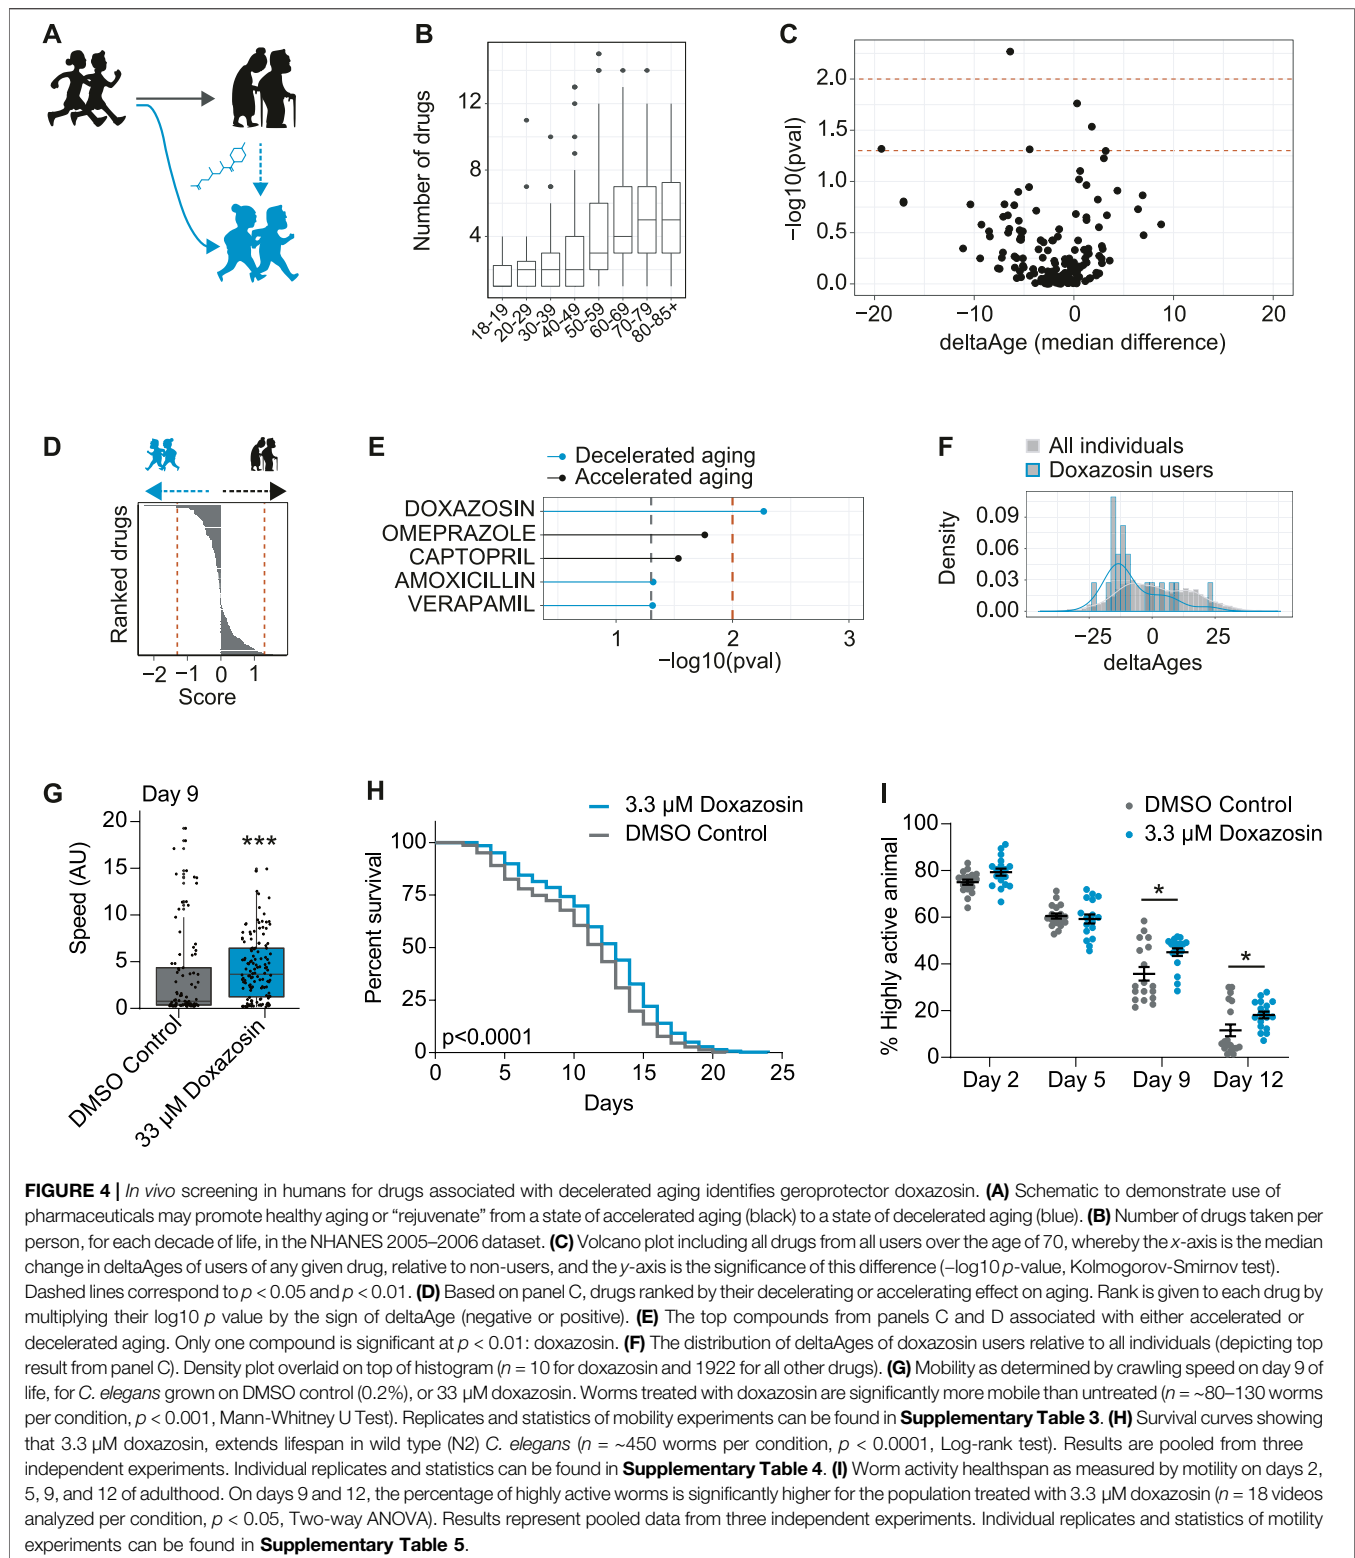 A
B
Number of drugs
12
8
4
18-19
20-29
30-39
40-49
50-59
60-69
70-79
80-85+
C
−log10(pval)
2.0
1.5
1.0
0.5
0.0
−20
−10
0
10
20
deltaAge (median difference)
D
Ranked drugs
−2
−1
0
1
Score
E
Decelerated aging
Accelerated aging
DOXAZOSIN
OMEPRAZOLE
CAPTOPRIL
AMOXICILLIN
VERAPAMIL
1
2
3
−log10(pval)
F
All individuals
Doxazosin users
Density
0.09
0.06
0.03
0.00
−25
0
25
deltaAges
G
Day 9
Speed (AU)
20
15
10
5
0
***
DMSO Control
33 µM Doxazosin
H
3.3 µM Doxazosin
DMSO Control
Percent survival
100
75
50
25
0
p<0.0001
0
5
10
15
20
25
Days
I
DMSO Control
3.3 µM Doxazosin
% Highly active animal
100
80
60
40
20
0
*
*
Day 2
Day 5
Day 9
Day 12
FIGURE 4 | In vivo screening in humans for drugs associated with decelerated aging identifies geroprotector doxazosin. (A) Schematic to demonstrate use of
pharmaceuticals may promote healthy aging or “rejuvenate” from a state of accelerated aging (black) to a state of decelerated aging (blue). (B) Number of drugs taken per
person, for each decade of life, in the NHANES 2005–2006 dataset. (C) Volcano plot including all drugs from all users over the age of 70, whereby the x-axis is the median
change in deltaAges of users of any given drug, relative to non-users, and the y-axis is the significance of this difference (−log10 p-value, Kolmogorov-Smirnov test).
Dashed lines correspond to p < 0.05 and p < 0.01. (D) Based on panel C, drugs ranked by their decelerating or accelerating effect on aging. Rank is given to each drug by
multiplying their log10 p value by the sign of deltaAge (negative or positive). (E) The top compounds from panels C and D associated with either accelerated or
decelerated aging. Only one compound is significant at p < 0.01: doxazosin. (F) The distribution of deltaAges of doxazosin users relative to all individuals (depicting top
result from panel C). Density plot overlaid on top of histogram (n = 10 for doxazosin and 1922 for all other drugs). (G) Mobility as determined by crawling speed on day 9 of
life, for C. elegans grown on DMSO control (0.2%), or 33 µM doxazosin. Worms treated with doxazosin are significantly more mobile than untreated (n = ~80–130 worms
per condition, p < 0.001, Mann-Whitney U Test). Replicates and statistics of mobility experiments can be found in Supplementary Table 3. (H) Survival curves showing
that 3.3 µM doxazosin, extends lifespan in wild type (N2) C. elegans (n = ~450 worms per condition, p < 0.0001, Log-rank test). Results are pooled from three
independent experiments. Individual replicates and statistics can be found in Supplementary Table 4. (I) Worm activity healthspan as measured by motility on days 2,
5, 9, and 12 of adulthood. On days 9 and 12, the percentage of highly active worms is significantly higher for the population treated with 3.3 µM doxazosin (n = 18 videos
analyzed per condition, p < 0.05, Two-way ANOVA). Results represent pooled data from three independent experiments. Individual replicates and statistics of motility
experiments can be found in Supplementary Table 5.